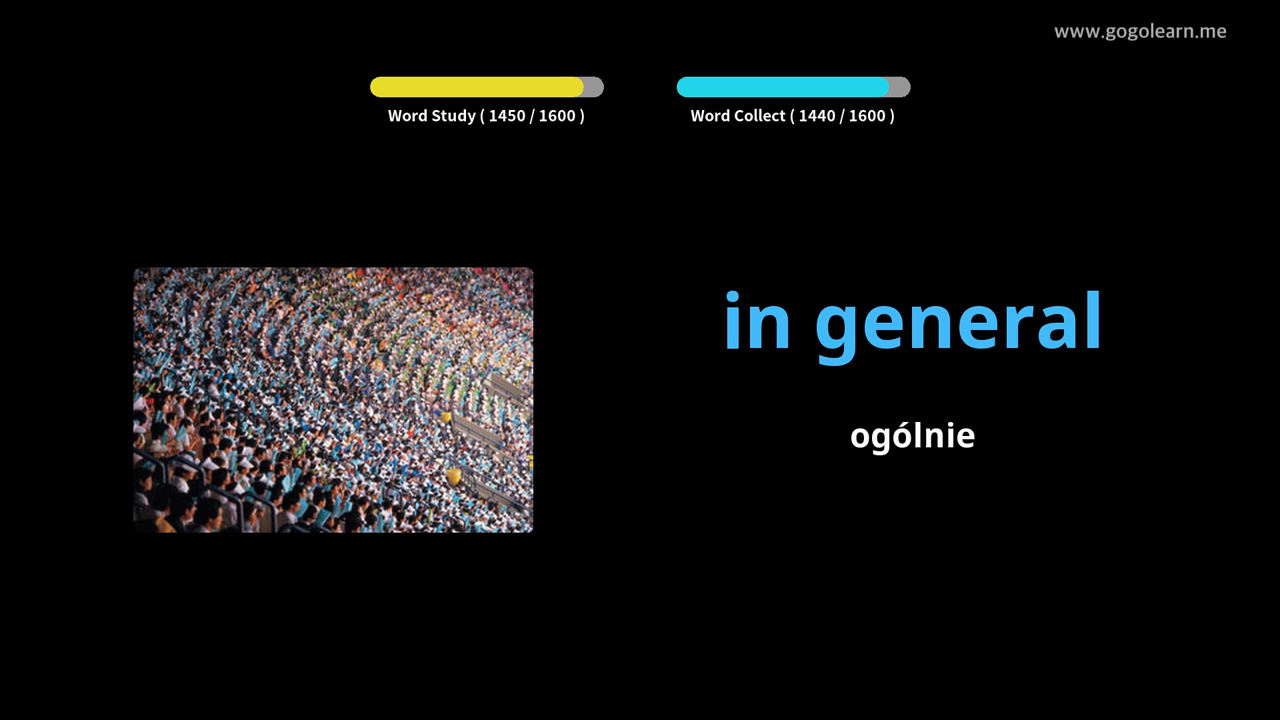 www.gogolearn.me
Word Study ( 1450 / 1600 )
Word Collect ( 1440 / 1600 )
in general
ogólnie